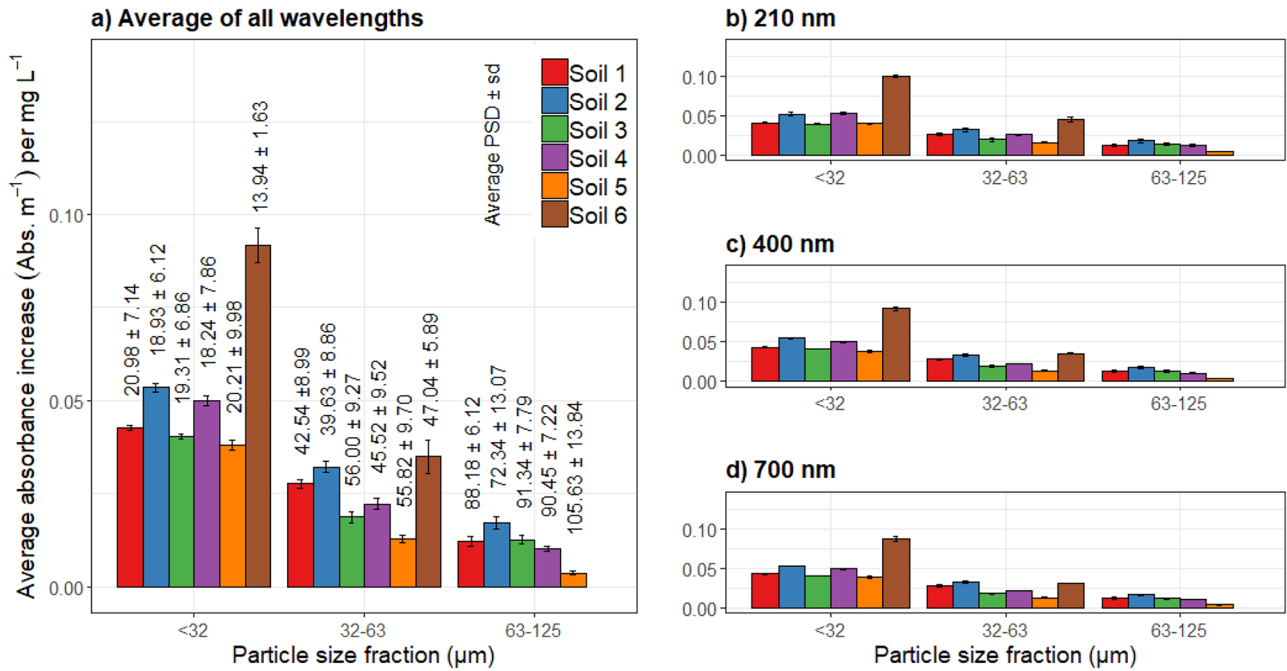 a) Average of all wavelengths
Average absorbance increase (Abs. m⁻¹) per mg L⁻¹
0.10
0.05
0.00
20.98 ± 7.14
18.93 ± 6.12
19.31 ± 6.86
18.24 ± 7.86
20.21 ± 9.98
13.94 ± 1.63
42.54 ±8.99
39.63 ± 8.86
56.00 ± 9.27
45.52 ± 9.52
55.82 ± 9.70
47.04 ± 5.89
88.18 ± 6.12
72.34 ± 13.07
91.34 ± 7.79
90.45 ± 7.22
105.63 ± 13.84
Average PSD ± sd
Soil 1
Soil 2
Soil 3
Soil 4
Soil 5
Soil 6
<32 32-63 63-125
Particle size fraction (µm)
b) 210 nm
0.10
0.05
0.00
<32 32-63 63-125
c) 400 nm
0.10
0.05
0.00
<32 32-63 63-125
d) 700 nm
0.10
0.05
0.00
<32 32-63 63-125
Particle size fraction (µm)